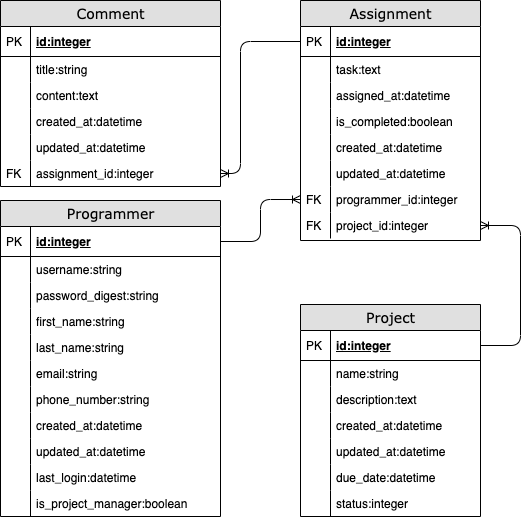 Comment
PK id:integer
title:string
content:text
created_at:datetime
updated_at:datetime
FK assignment_id:integer
Assignment
PK id:integer
task:text
assigned_at:datetime
is_completed:boolean
created_at:datetime
updated_at:datetime
FK programmer_id:integer
FK project_id:integer
Programmer
PK id:integer
username:string
password_digest:string
first_name:string
last_name:string
email:string
phone_number:string
created_at:datetime
updated_at:datetime
last_login:datetime
is_project_manager:boolean
Project
PK id:integer
name:string
description:text
created_at:datetime
updated_at:datetime
due_date:datetime
status:integer